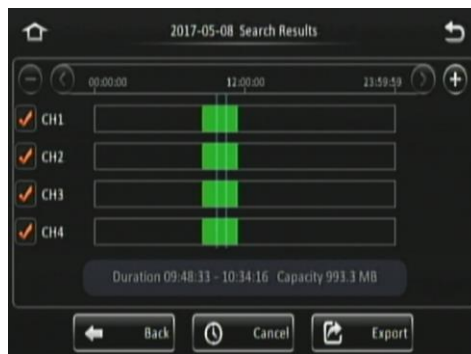 2017-05-08 Search Results
00:00:00 12:00:00 23:59:59
CH1
CH2
CH3
CH4
Duration 09:48:33 - 10:34:16 Capacity 993.3 MB
Back Cancel Export